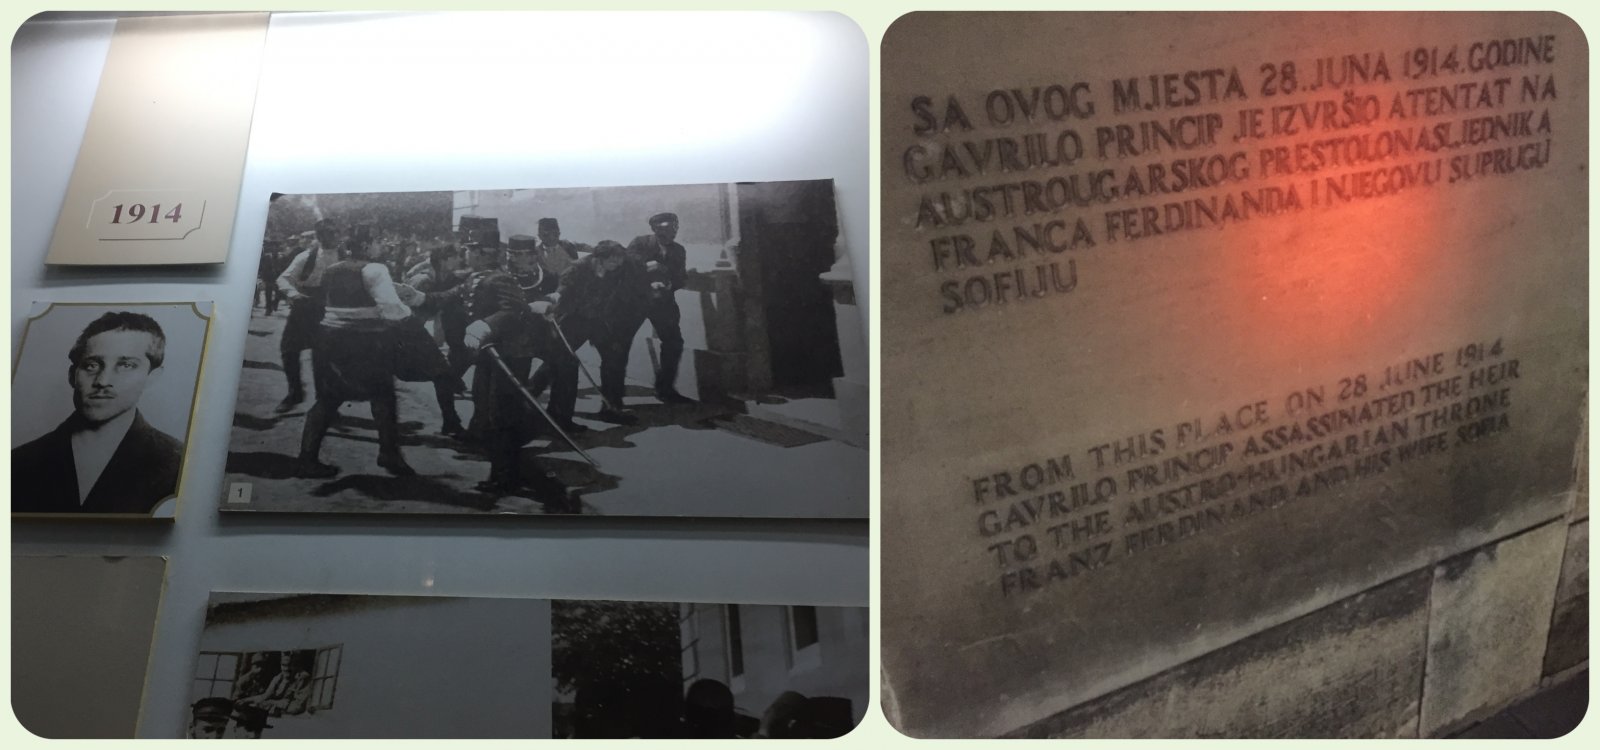 1914
1
SA OVOG MJESTA 28. JUNA 1914. GODINE
GAVRILO PRINCIP JE IZVRŠIO ATENTAT NA
AUSTROUGARSKOG PRESTOLONASLJEDNIKA
FRANCA FERDINANDA I NJEGOVU SUPRUGU
SOFIJU
FROM THIS PLACE ON 28 JUNE 1914
GAVRILO PRINCIP ASSASSINATED THE HEIR
TO THE AUSTRO-HUNGARIAN THRONE
FRANZ FERDINAND AND HIS WIFE SOFIA